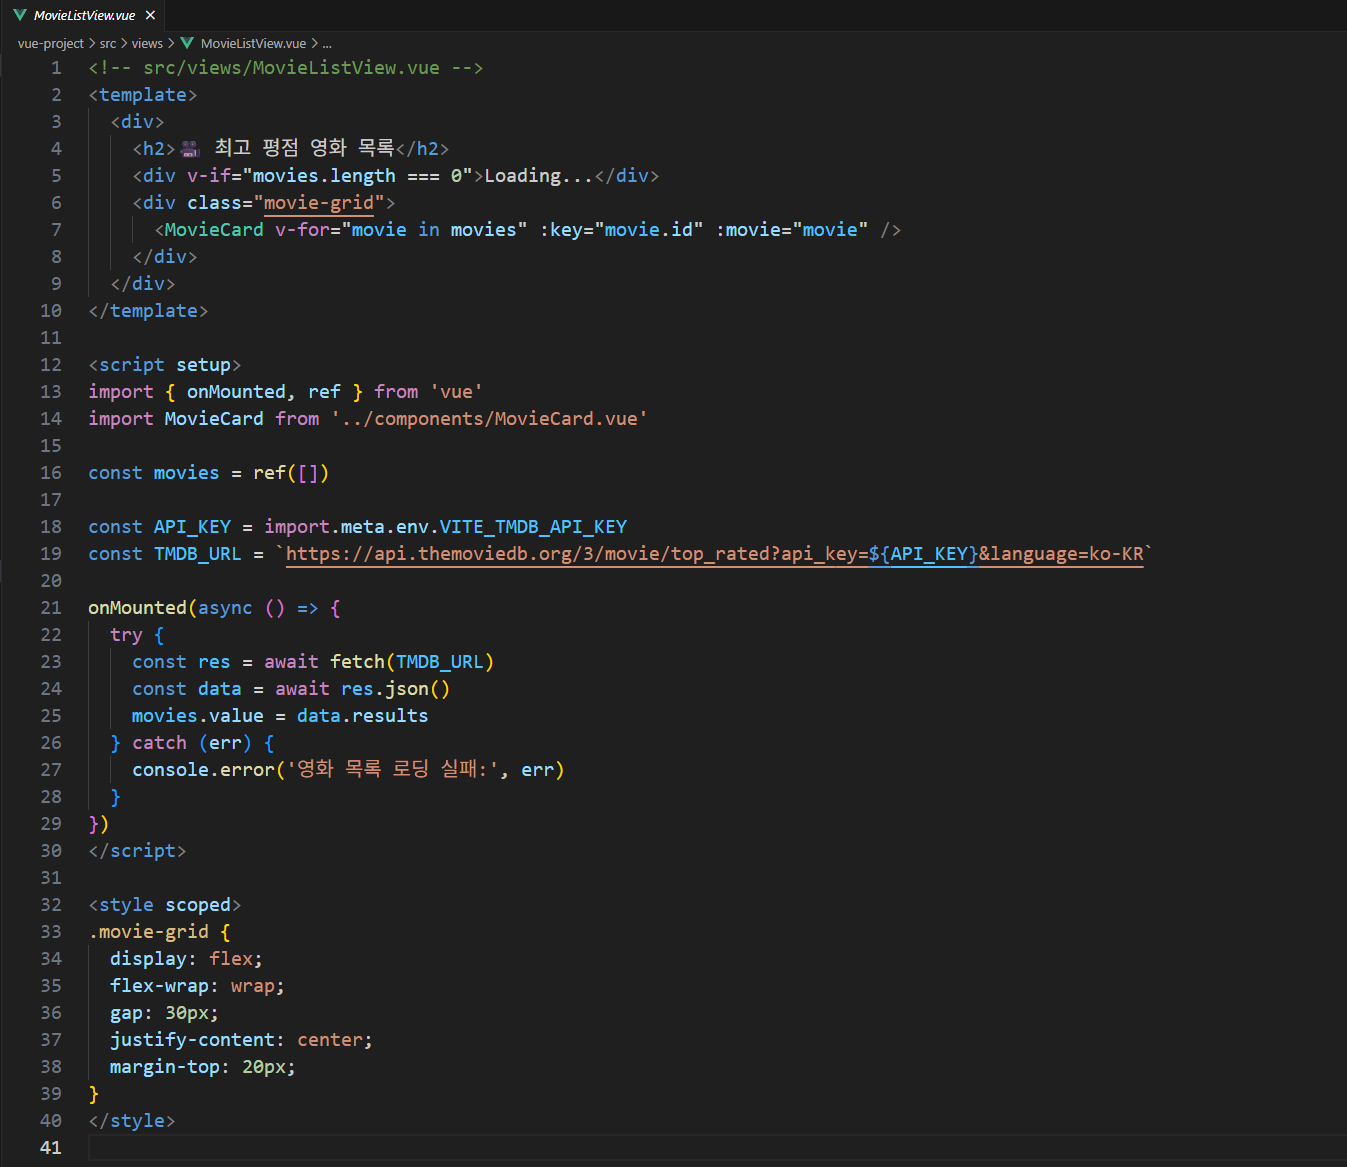 MovieListView.vue ×
vue-project > src > views > MovieListView.vue > ...
1 <!-- src/views/MovieListView.vue -->
2 <template>
3   <div>
4     <h2>🎥 최고 평점 영화 목록</h2>
5     <div v-if="movies.length === 0">Loading...</div>
6     <div class="movie-grid">
7       <MovieCard v-for="movie in movies" :key="movie.id" :movie="movie" />
8     </div>
9   </div>
10 </template>
11
12 <script setup>
13 import { onMounted, ref } from 'vue'
14 import MovieCard from '../components/MovieCard.vue'
15
16 const movies = ref([])
17
18 const API_KEY = import.meta.env.VITE_TMDB_API_KEY
19 const TMDB_URL = `https://api.themoviedb.org/3/movie/top_rated?api_key=${API_KEY}&language=ko-KR`
20
21 onMounted(async () => {
22   try {
23     const res = await fetch(TMDB_URL)
24     const data = await res.json()
25     movies.value = data.results
26   } catch (err) {
27     console.error('영화 목록 로딩 실패:', err)
28   }
29 })
30 </script>
31
32 <style scoped>
33 .movie-grid {
34   display: flex;
35   flex-wrap: wrap;
36   gap: 30px;
37   justify-content: center;
38   margin-top: 20px;
39 }
40 </style>
41